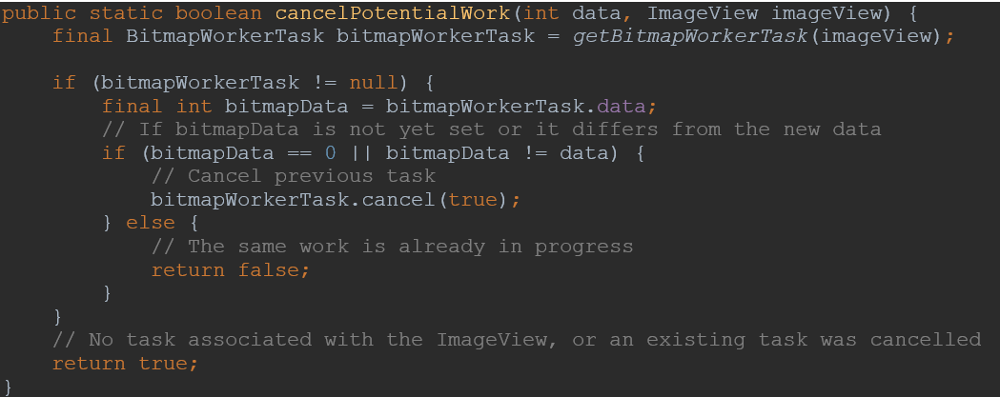 public static boolean cancelPotentialWork(int data, ImageView imageView) {
    final BitmapWorkerTask bitmapWorkerTask = getBitmapWorkerTask(imageView);

    if (bitmapWorkerTask != null) {
        final int bitmapData = bitmapWorkerTask.data;
        // If bitmapData is not yet set or it differs from the new data
        if (bitmapData == 0 || bitmapData != data) {
            // Cancel previous task
            bitmapWorkerTask.cancel(true);
        } else {
            // The same work is already in progress
            return false;
        }
    }
    // No task associated with the ImageView, or an existing task was cancelled
    return true;
}